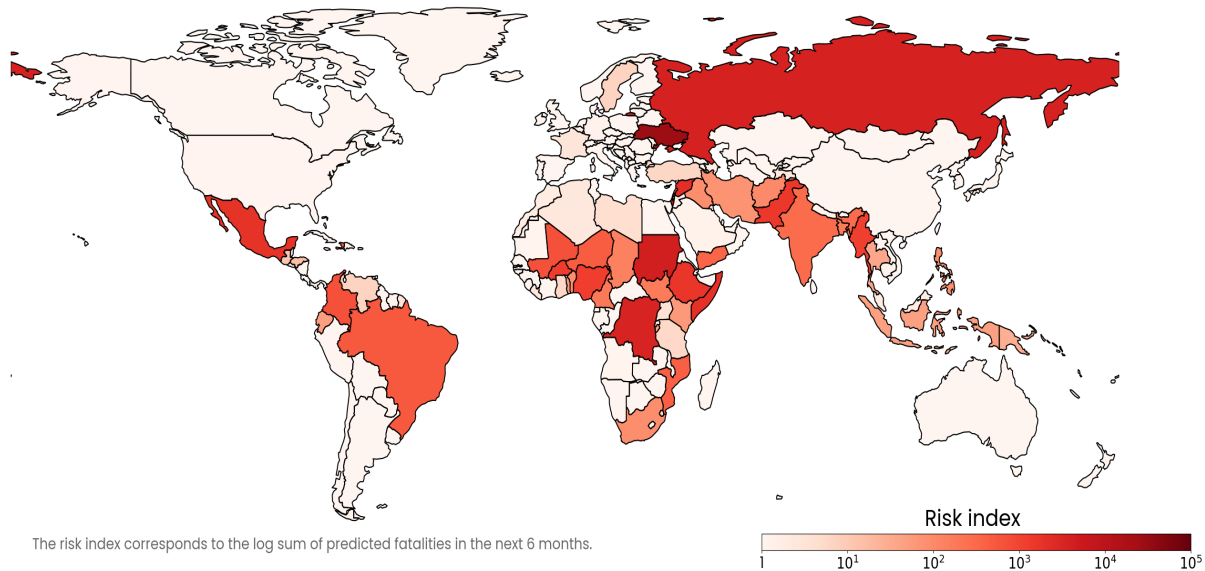 The risk index corresponds to the log sum of predicted fatalities in the next 6 months.
Risk index
1 10¹ 10² 10³ 10⁴ 10⁵